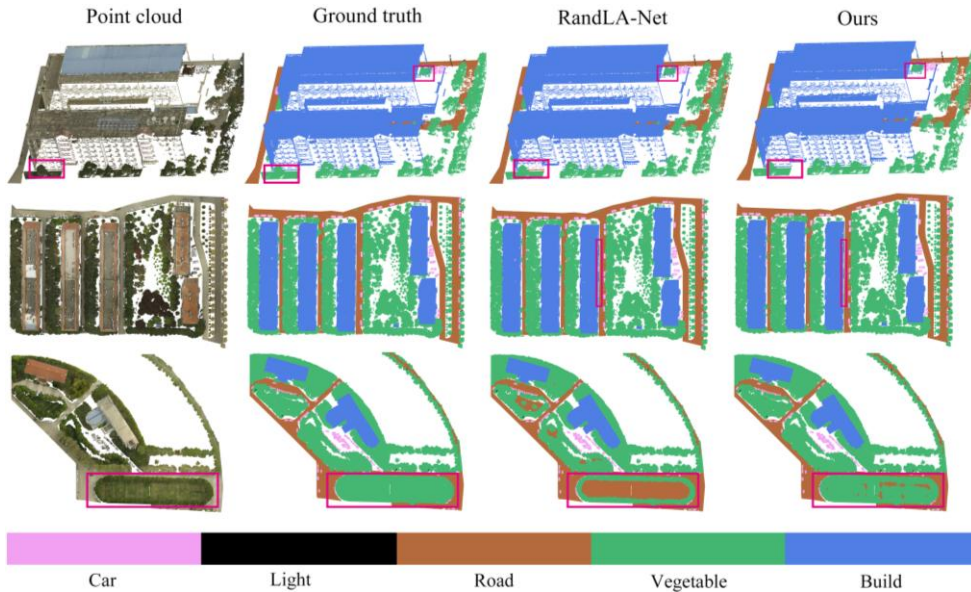 Point cloud
Ground truth
RandLA-Net
Ours
Car
Light
Road
Vegetable
Build